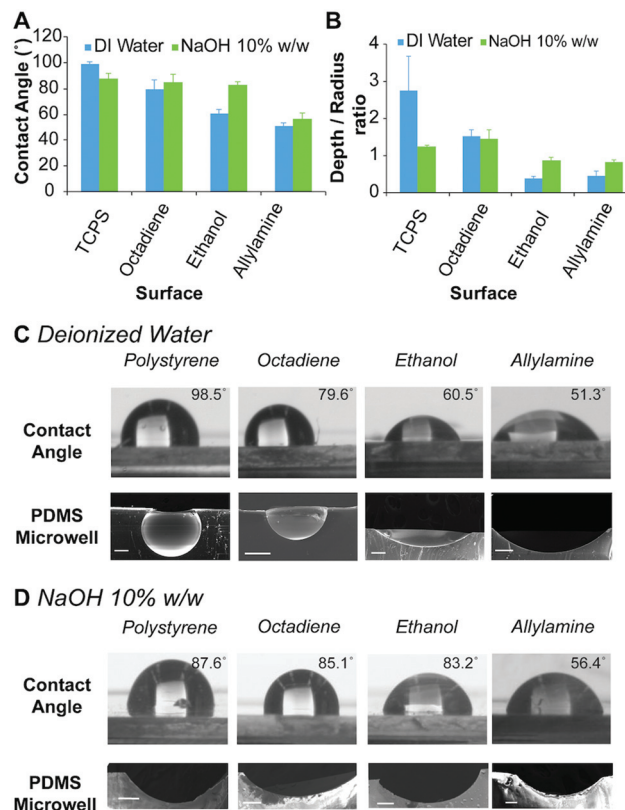 A
B
DI Water NaOH 10% w/w
DI Water NaOH 10% w/w
Contact Angle (°)
120
100
80
60
40
20
0
Depth / Radius
ratio
4
3
2
1
0
TCPS
Octadiene
Ethanol
Allylamine
TCPS
Octadiene
Ethanol
Allylamine
Surface
Surface
C Deionized Water
Polystyrene Octadiene Ethanol Allylamine
98.5° 79.6° 60.5° 51.3°
Contact
Angle
PDMS
Microwell
D NaOH 10% w/w
Polystyrene Octadiene Ethanol Allylamine
87.6° 85.1° 83.2° 56.4°
Contact
Angle
PDMS
Microwell